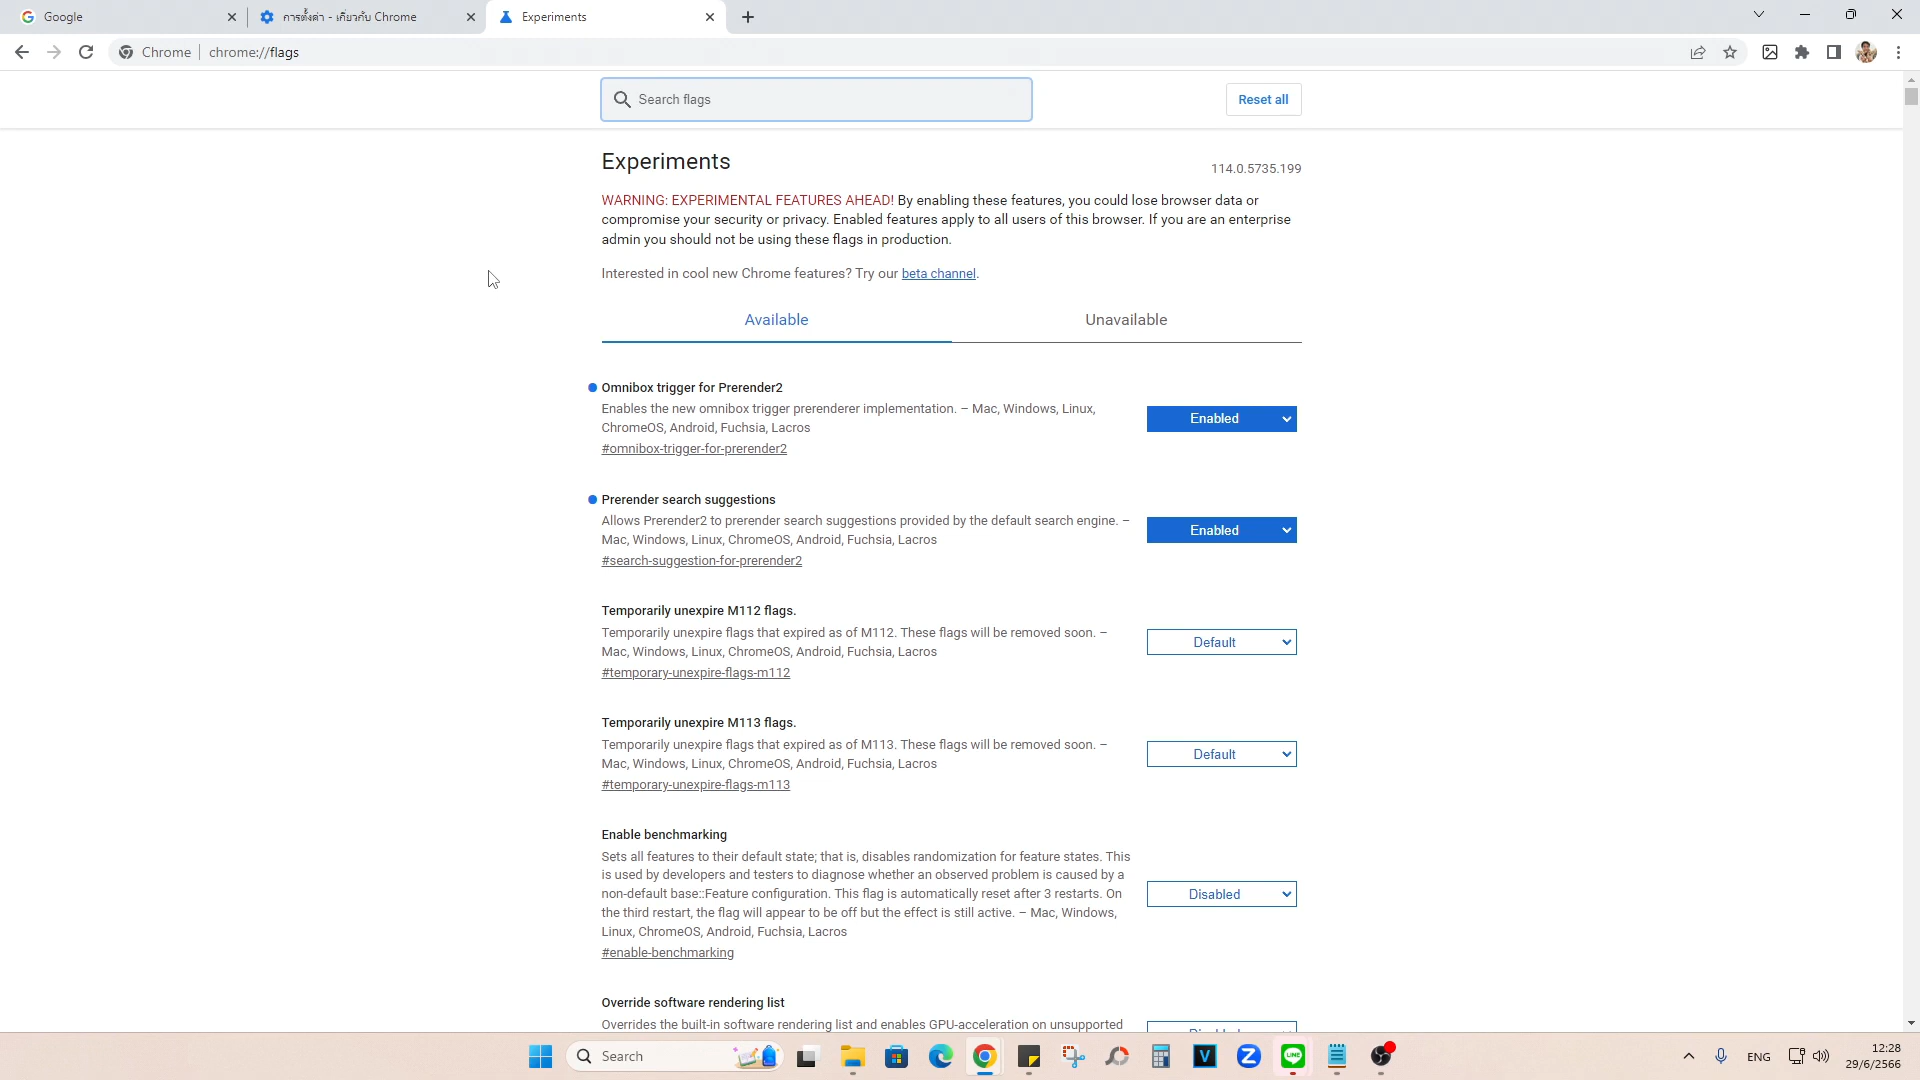 Google
การตั้งค่า - เกี่ยวกับ Chrome
Experiments
Chrome
chrome://flags
Search flags
Reset all
Experiments
114.0.5735.199
WARNING: EXPERIMENTAL FEATURES AHEAD! By enabling these features, you could lose browser data or
compromise your security or privacy. Enabled features apply to all users of this browser. If you are an enterprise
admin you should not be using these flags in production.
Interested in cool new Chrome features? Try our beta channel.
Available
Unavailable
Omnibox trigger for Prerender2
Enables the new omnibox trigger prerenderer implementation. – Mac, Windows, Linux,
ChromeOS, Android, Fuchsia, Lacros
#omnibox-trigger-for-prerender2
Enabled
Prerender search suggestions
Allows Prerender2 to prerender search suggestions provided by the default search engine. –
Mac, Windows, Linux, ChromeOS, Android, Fuchsia, Lacros
#search-suggestion-for-prerender2
Enabled
Temporarily unexpire M112 flags.
Temporarily unexpire flags that expired as of M112. These flags will be removed soon. –
Mac, Windows, Linux, ChromeOS, Android, Fuchsia, Lacros
#temporary-unexpire-flags-m112
Default
Temporarily unexpire M113 flags.
Temporarily unexpire flags that expired as of M113. These flags will be removed soon. –
Mac, Windows, Linux, ChromeOS, Android, Fuchsia, Lacros
#temporary-unexpire-flags-m113
Default
Enable benchmarking
Sets all features to their default state; that is, disables randomization for feature states. This
is used by developers and testers to diagnose whether an observed problem is caused by a
non-default base::Feature configuration. This flag is automatically reset after 3 restarts. On
the third restart, the flag will appear to be off but the effect is still active. – Mac, Windows,
Linux, ChromeOS, Android, Fuchsia, Lacros
#enable-benchmarking
Disabled
Override software rendering list
Overrides the built-in software rendering list and enables GPU-acceleration on unsupported
Search
V
Z
LINE
ENG
12:28
29/6/2566